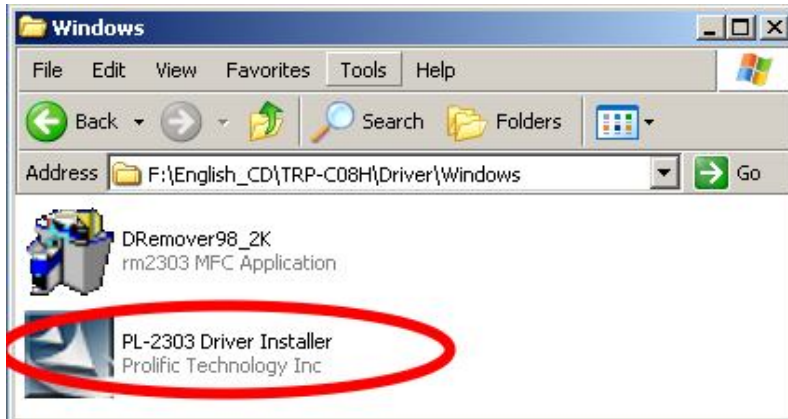 Windows
File Edit View Favorites Tools Help
Back Search Folders
Address F:\English_CD\TRP-C08H\Driver\Windows Go
DRemover98_2K
rm2303 MFC Application
PL-2303 Driver Installer
Prolific Technology Inc